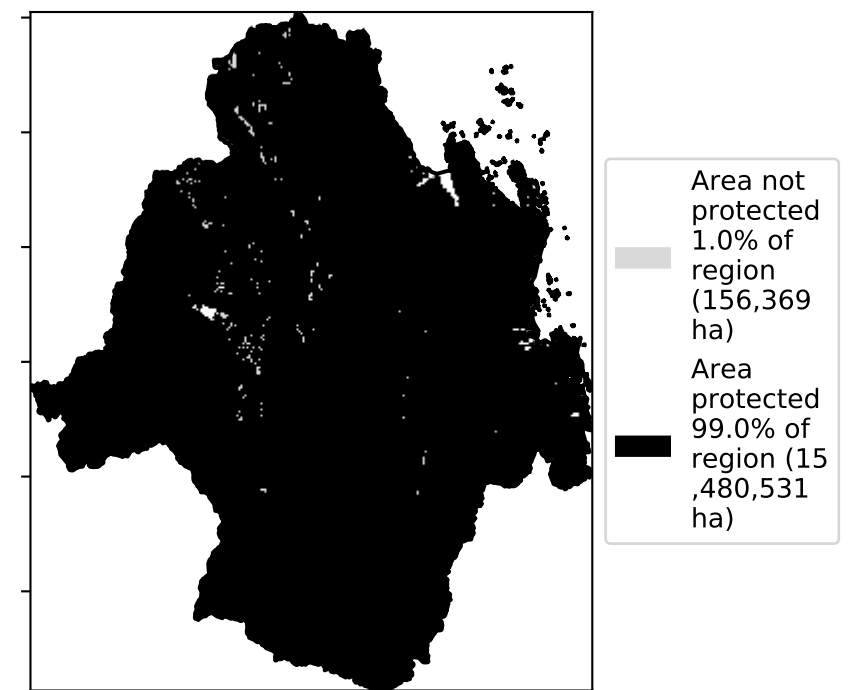 Area not
protected
1.0% of
region
(156,369
ha)
Area
protected
99.0% of
region (15
,480,531
ha)